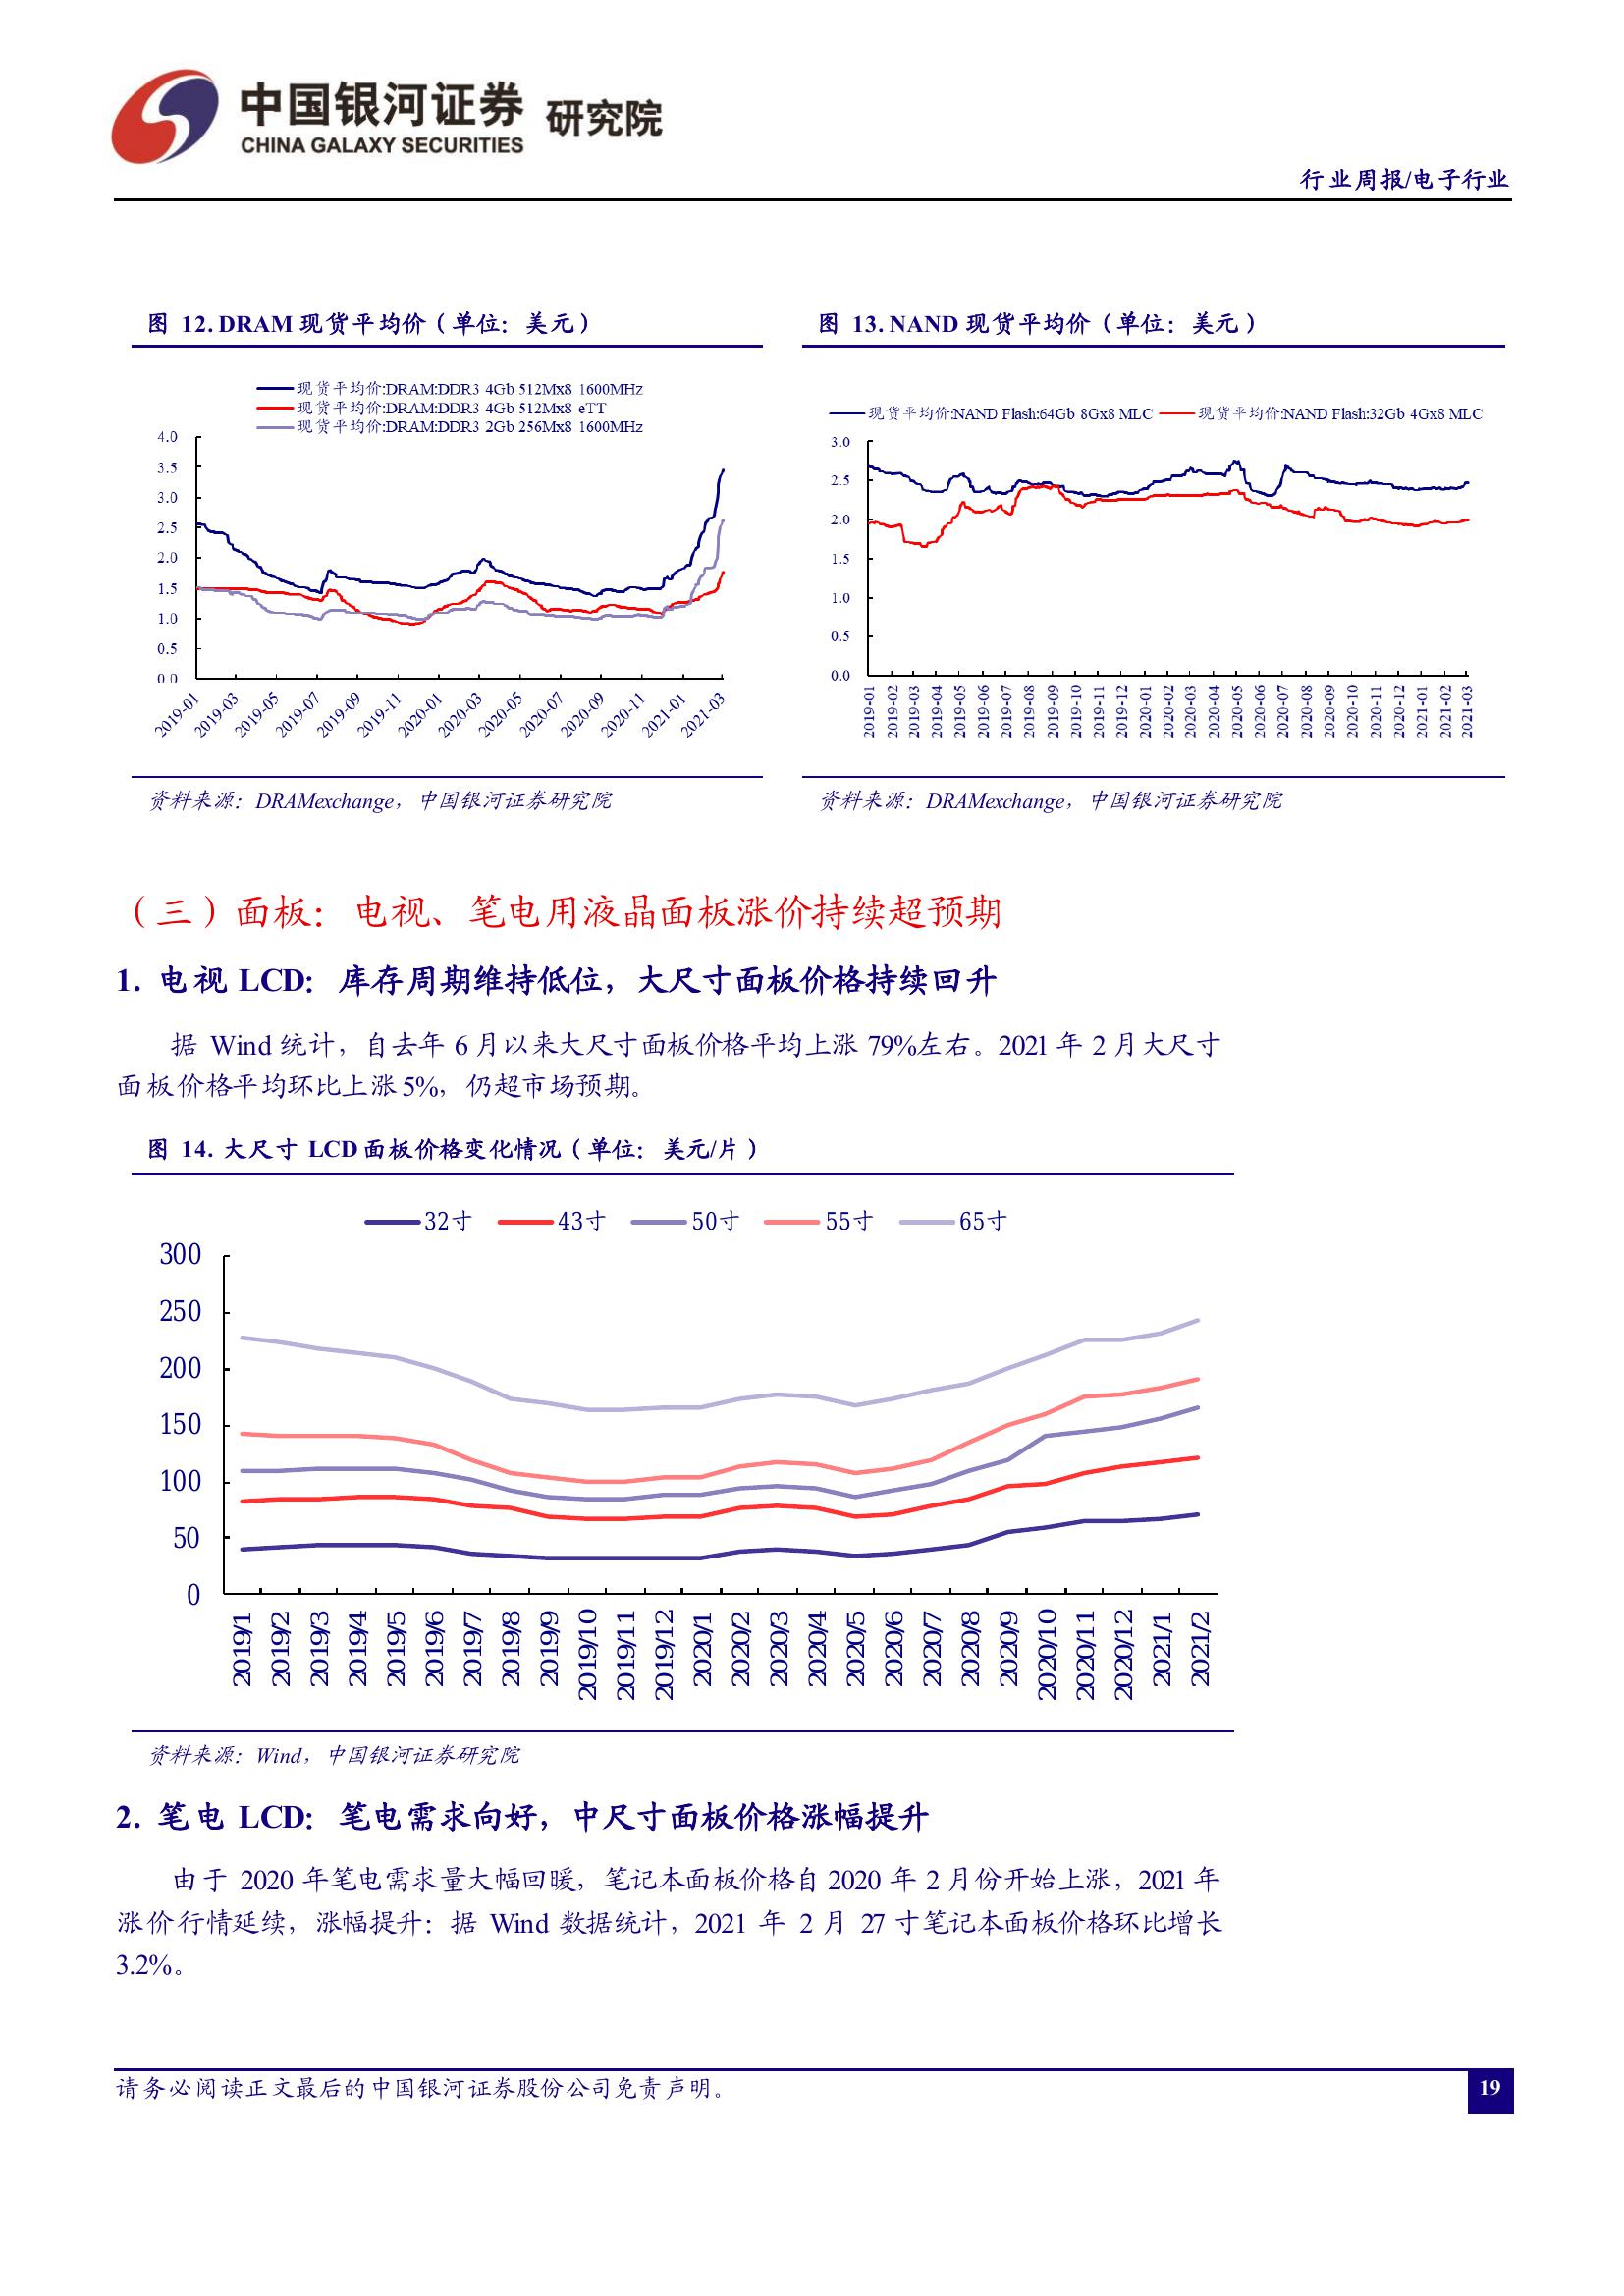 中国银河证券 研究院
CHINA GALAXY SECURITIES
行业周报/电子行业
图 12. DRAM 现货平均价（单位：美元）
现货平均价:DRAM:DDR3 4Gb 512Mx8 1600MHz
现货平均价:DRAM:DDR3 4Gb 512Mx8 eTT
现货平均价:DRAM:DDR3 2Gb 256Mx8 1600MHz
4.0
3.5
3.0
2.5
2.0
1.5
1.0
0.5
0.0
2019-01 2019-03 2019-05 2019-07 2019-09 2019-11 2020-01 2020-03 2020-05 2020-07 2020-09 2020-11 2021-01 2021-03
资料来源：DRAMexchange，中国银河证券研究院
图 13. NAND 现货平均价（单位：美元）
现货平均价:NAND Flash:64Gb 8Gx8 MLC 现货平均价:NAND Flash:32Gb 4Gx8 MLC
3.0
2.5
2.0
1.5
1.0
0.5
0.0
2019-01 2019-02 2019-03 2019-04 2019-05 2019-06 2019-07 2019-08 2019-09 2019-10 2019-11 2019-12 2020-01 2020-02 2020-03 2020-04 2020-05 2020-06 2020-07 2020-08 2020-09 2020-10 2020-11 2020-12 2021-01 2021-02 2021-03
资料来源：DRAMexchange，中国银河证券研究院
（三）面板：电视、笔电用液晶面板涨价持续超预期
1. 电视 LCD：库存周期维持低位，大尺寸面板价格持续回升
据 Wind 统计，自去年 6 月以来大尺寸面板价格平均上涨 79%左右。2021 年 2 月大尺寸
面板价格平均环比上涨 5%，仍超市场预期。
图 14. 大尺寸 LCD 面板价格变化情况（单位：美元/片）
32寸 43寸 50寸 55寸 65寸
300
250
200
150
100
50
0
2019/1 2019/2 2019/3 2019/4 2019/5 2019/6 2019/7 2019/8 2019/9 2019/10 2019/11 2019/12 2020/1 2020/2 2020/3 2020/4 2020/5 2020/6 2020/7 2020/8 2020/9 2020/10 2020/11 2020/12 2021/1 2021/2
资料来源：Wind，中国银河证券研究院
2. 笔电 LCD：笔电需求向好，中尺寸面板价格涨幅提升
由于 2020 年笔电需求量大幅回暖，笔记本面板价格自 2020 年 2 月份开始上涨，2021 年
涨价行情延续，涨幅提升：据 Wind 数据统计，2021 年 2 月 27 寸笔记本面板价格环比增长
3.2%。
请务必阅读正文最后的中国银河证券股份公司免责声明。
19